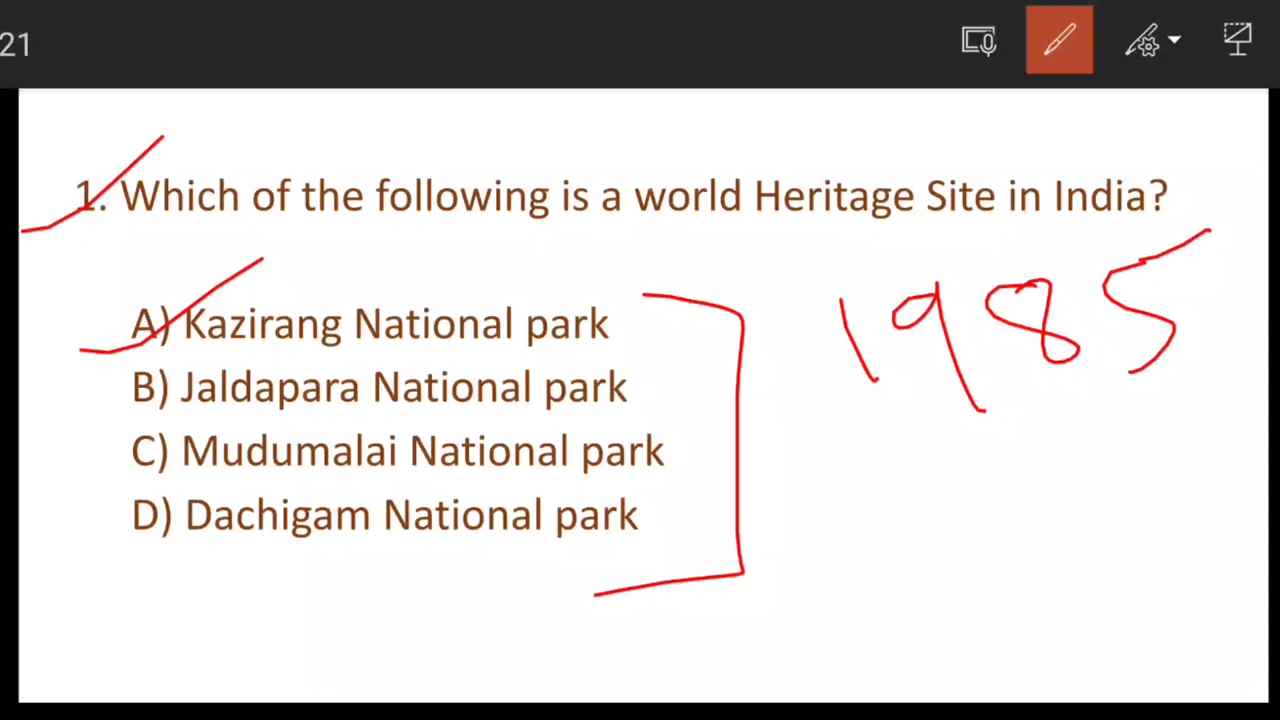 21
1. Which of the following is a world Heritage Site in India?
A) Kazirang National park
1985
B) Jaldapara National park
C) Mudumalai National park
D) Dachigam National park